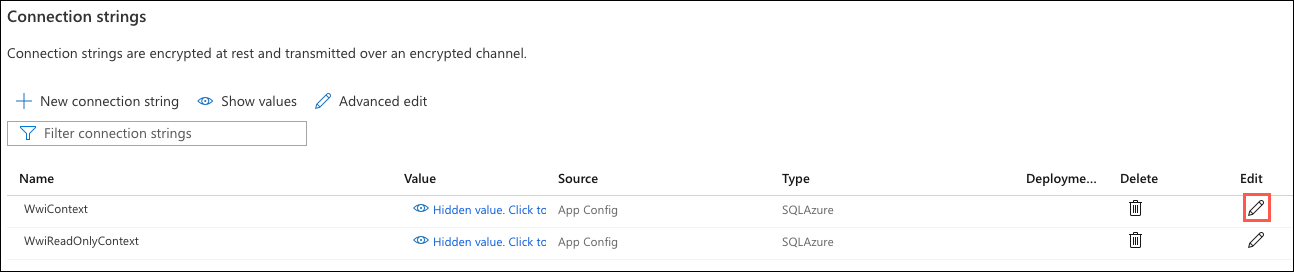 Connection strings
Connection strings are encrypted at rest and transmitted over an encrypted channel.
New connection string Show values Advanced edit
Filter connection strings
Name Value Source Type Deployme... Delete Edit
WwiContext Hidden value. Click to App Config SQLAzure
WwiReadOnlyContext Hidden value. Click to App Config SQLAzure